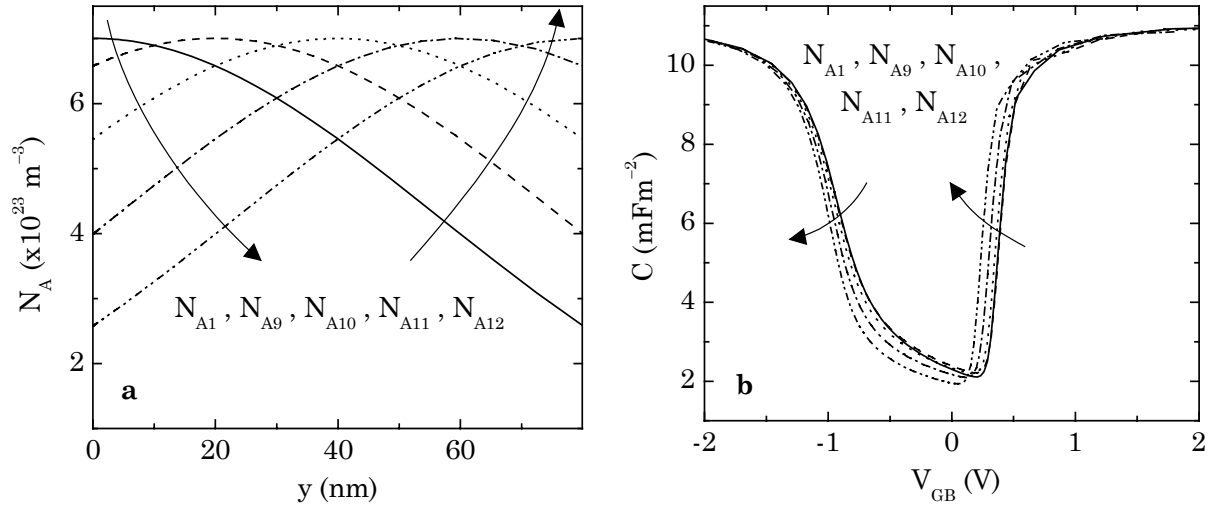 6
4
2
N_A (x10^23 m^-3)
N_A1 , N_A9 , N_A10 , N_A11 , N_A12
a
0 20 40 60
y (nm)
10
8
6
4
2
C (mFm^-2)
N_A1 , N_A9 , N_A10 ,
N_A11 , N_A12
b
-2 -1 0 1 2
V_GB (V)